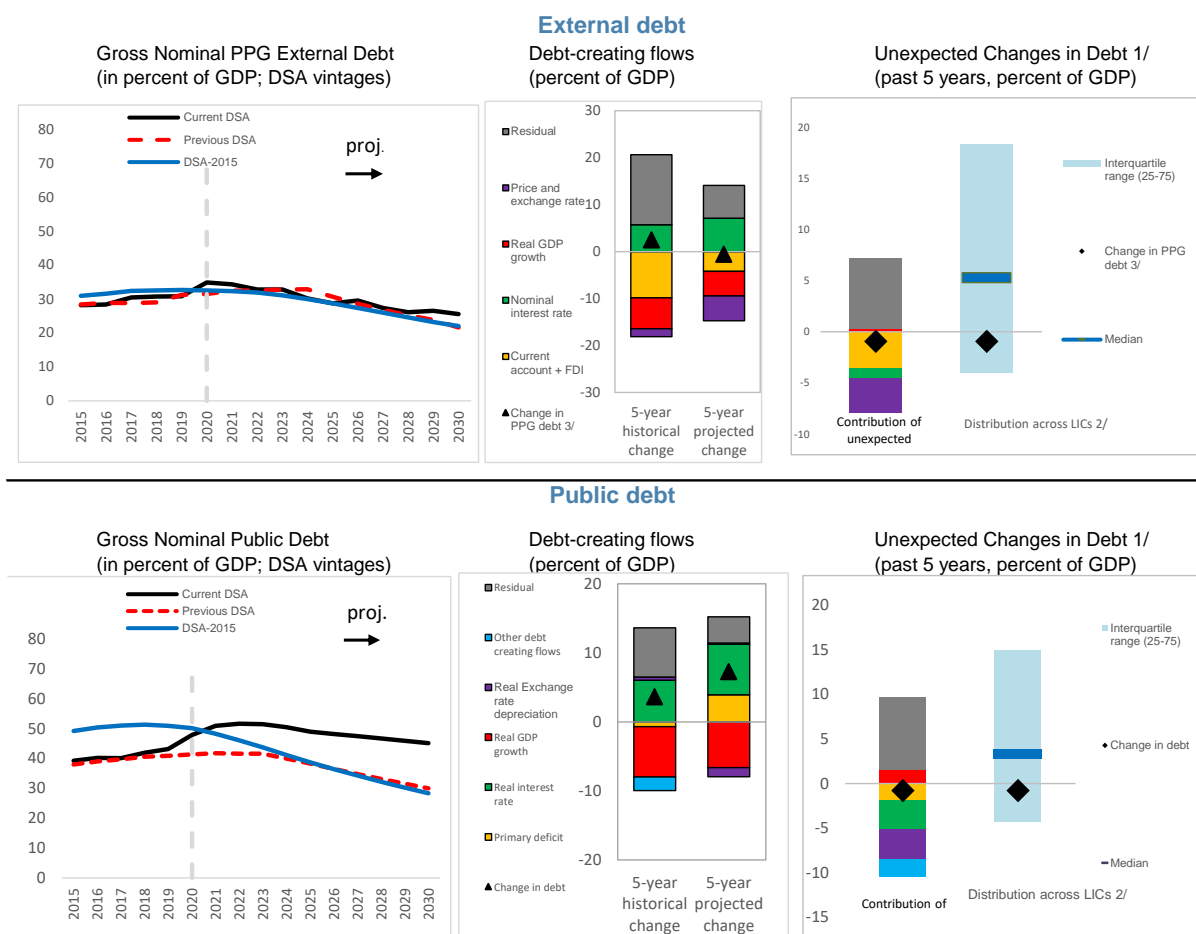 External debt
Gross Nominal PPG External Debt
(in percent of GDP; DSA vintages)
Current DSA
Previous DSA
DSA-2015
proj.
80
70
60
50
40
30
20
10
0
2015
2016
2017
2018
2019
2020
2021
2022
2023
2024
2025
2026
2027
2028
2029
2030
Debt-creating flows
(percent of GDP)
Residual
Price and
exchange rate
Real GDP
growth
Nominal
interest rate
Current
account + FDI
Change in
PPG debt 3/
30
20
10
0
-10
-20
-30
5-year
historical
change
5-year
projected
change
Unexpected Changes in Debt 1/
(past 5 years, percent of GDP)
20
15
10
5
0
-5
-10
Interquartile
range (25-75)
Change in PPG
debt 3/
Median
Contribution of
unexpected
Distribution across LICs 2/
Public debt
Gross Nominal Public Debt
(in percent of GDP; DSA vintages)
Current DSA
Previous DSA
DSA-2015
proj.
80
70
60
50
40
30
20
10
0
2015
2016
2017
2018
2019
2020
2021
2022
2023
2024
2025
2026
2027
2028
2029
2030
Debt-creating flows
(percent of GDP)
Residual
Other debt
creating flows
Real Exchange
rate
depreciation
Real GDP
growth
Real interest
rate
Primary deficit
Change in debt
20
10
0
-10
-20
5-year
historical
change
5-year
projected
change
Unexpected Changes in Debt 1/
(past 5 years, percent of GDP)
20
15
10
5
0
-5
-10
-15
Interquartile
range (25-75)
Change in debt
Median
Contribution of
Distribution across LICs 2/